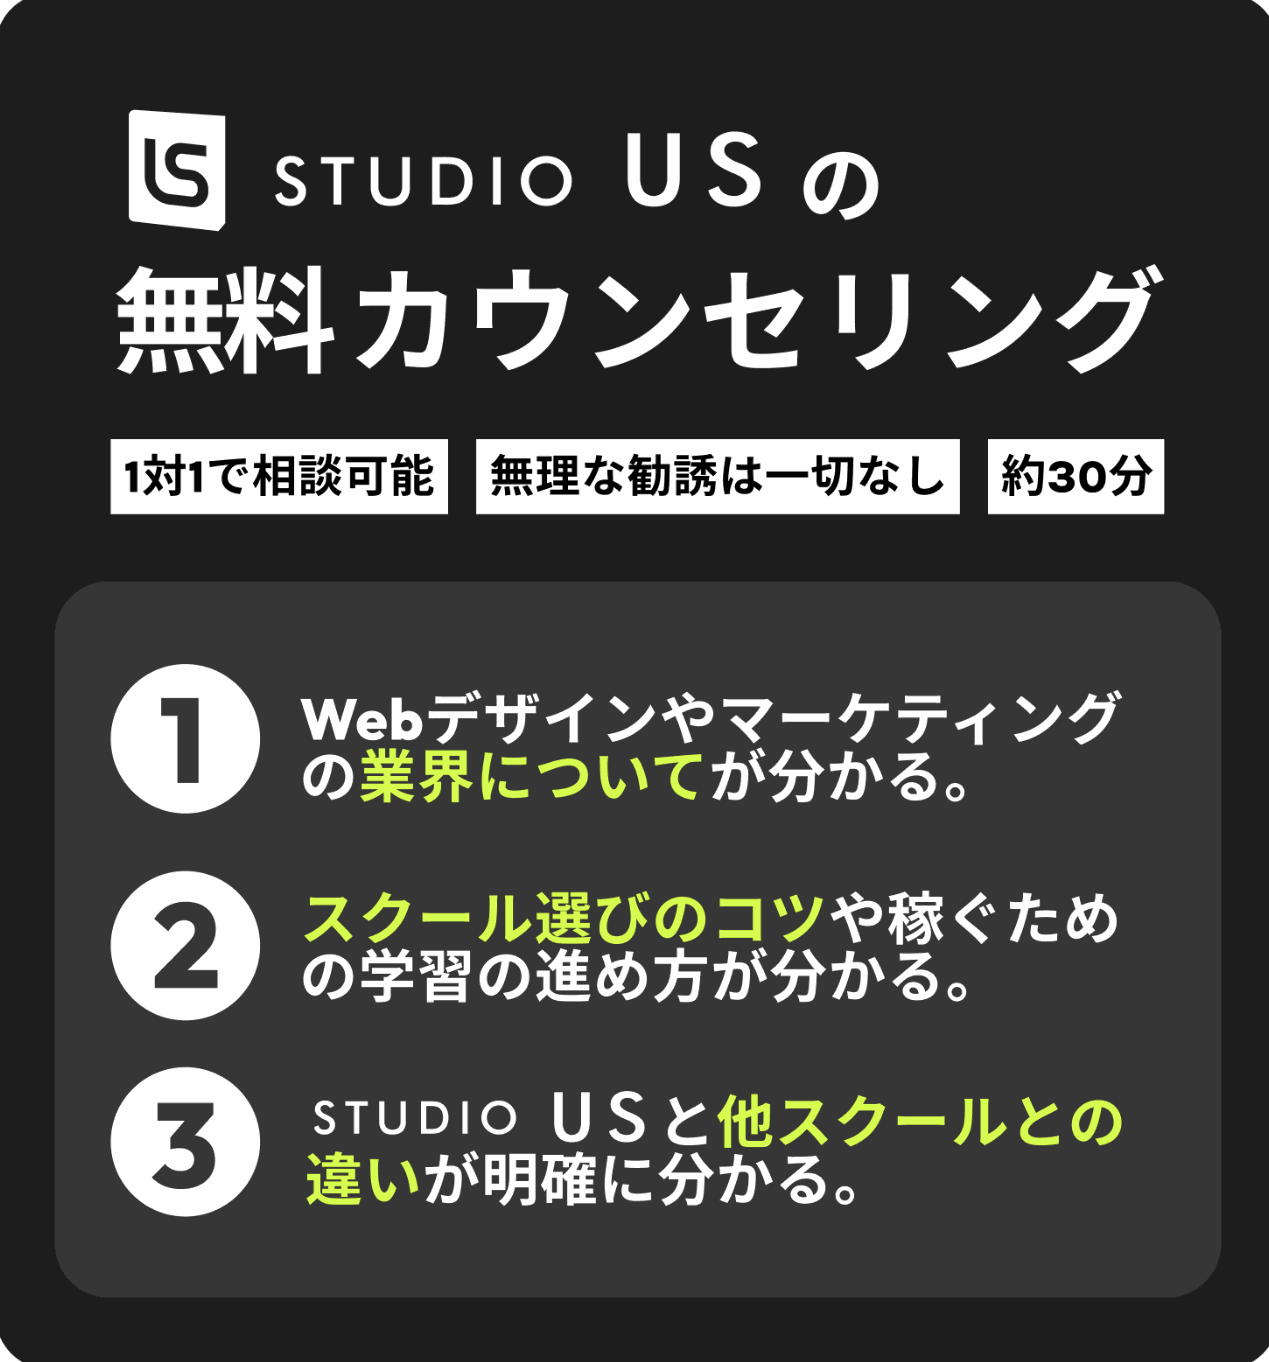 LS STUDIO USの
無料カウンセリング
1対1で相談可能 無理な勧誘は一切なし 約30分
1 Webデザインやマーケティング
の業界についてが分かる。
2 スクール選びのコツや稼ぐため
の学習の進め方が分かる。
3 STUDIO USと他スクールとの
違いが明確に分かる。